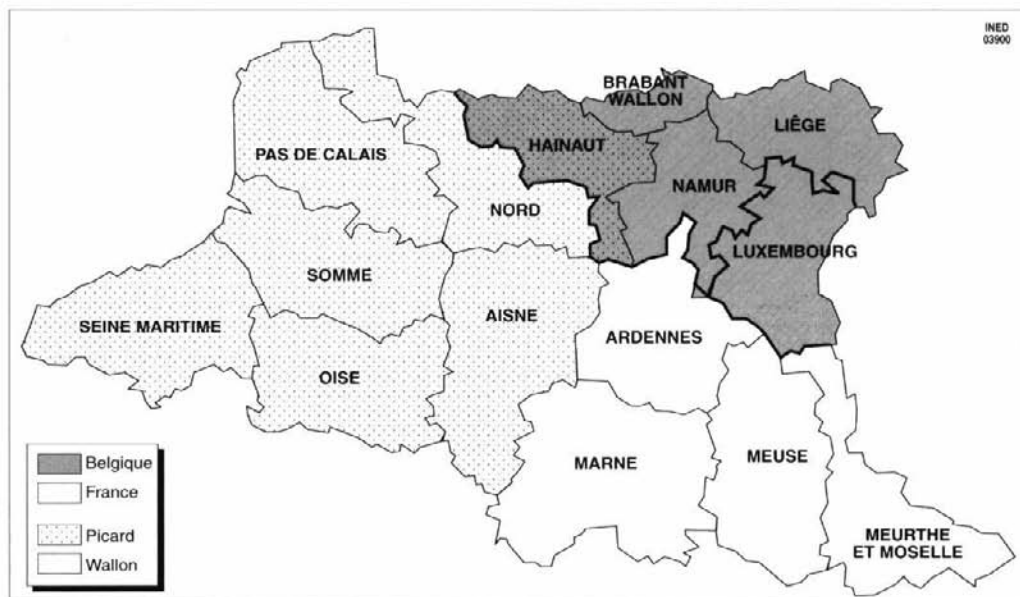 INED
03900
BRABANT
WALLON
LIÊGE
HAINAUT
PAS DE CALAIS
NAMUR
NORD
LUXEMBOURG
SOMME
AISNE
SEINE MARITIME
ARDENNES
OISE
MARNE
MEUSE
MEURTHE
ET MOSELLE
Belgique
France
Picard
Wallon